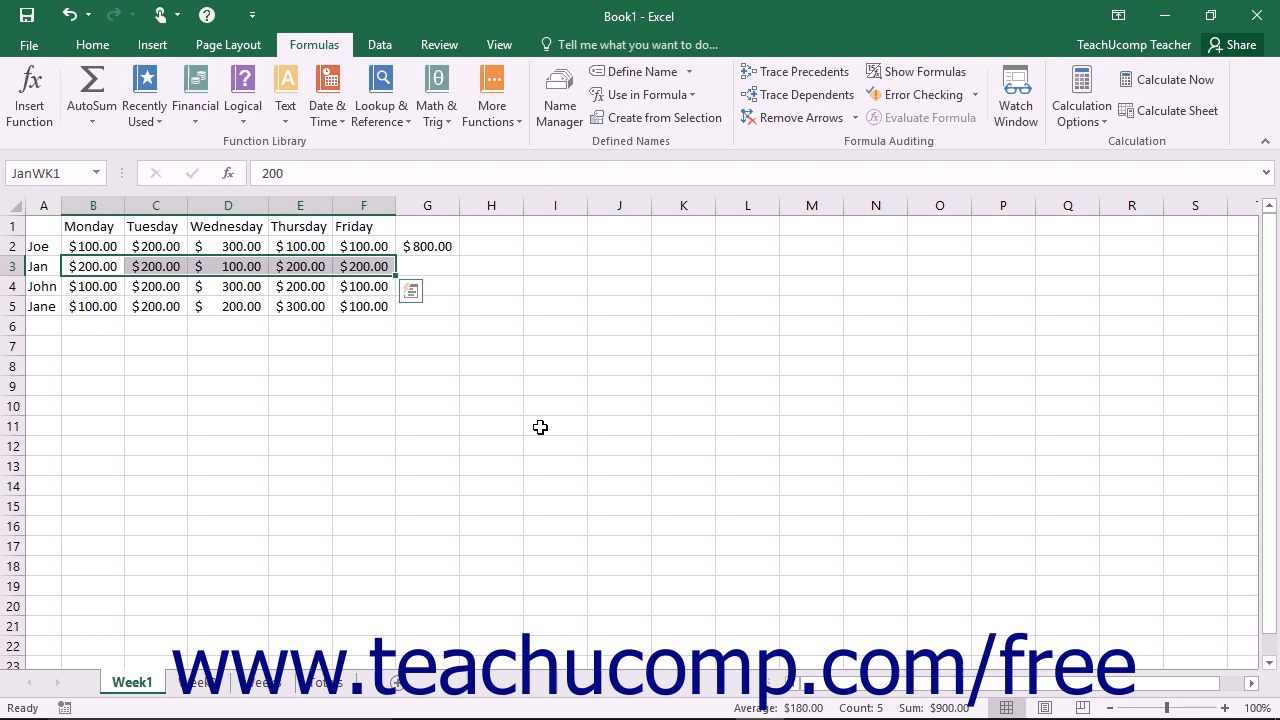 Book1 - Excel
File Home Insert Page Layout Formulas Data Review View Tell me what you want to do... TeachUcomp Teacher Share
Insert Function
AutoSum
Recently Used
Financial
Logical
Text
Date & Time
Lookup & Reference
Math & Trig
More Functions
Function Library
Name Manager
Define Name
Use in Formula
Create from Selection
Defined Names
Trace Precedents
Trace Dependents
Remove Arrows
Show Formulas
Error Checking
Evaluate Formula
Formula Auditing
Watch Window
Calculation Options
Calculate Now
Calculate Sheet
Calculation
JanWK1 fx 200
A B C D E F G H I J K L M N O P Q R S
1 Monday Tuesday Wednesday Thursday Friday
2 Joe $100.00 $200.00 $ 300.00 $100.00 $100.00 $800.00
3 Jan $200.00 $200.00 $ 100.00 $200.00 $200.00
4 John $100.00 $200.00 $ 300.00 $200.00 $100.00
5 Jane $100.00 $200.00 $ 200.00 $300.00 $100.00
6
7
8
9
10
11
12
13
14
15
16
17
18
19
20
21
22
23
www.teachucomp.com/free
Week1
Ready Average: $180.00 Count: 5 Sum: $900.00 100%